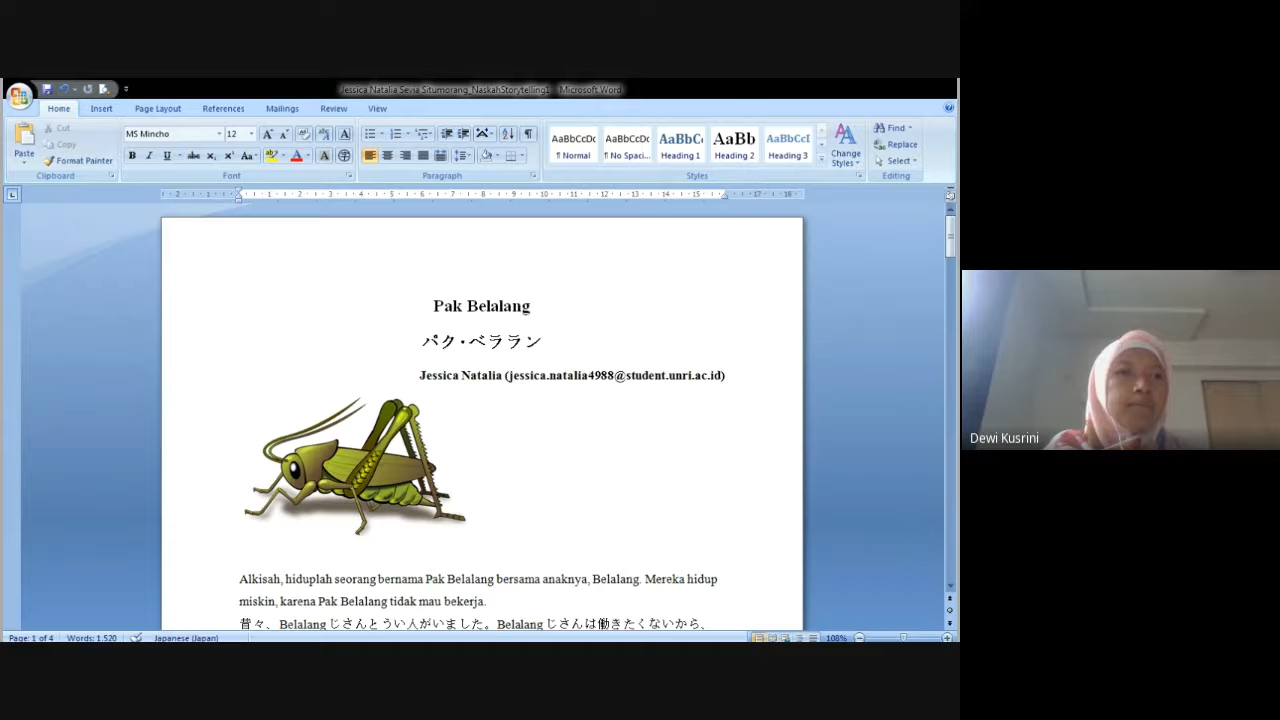 Jessica Natalia Sevia Situmorang_NaskahStorytelling1 - Microsoft Word
Home Insert Page Layout References Mailings Review View
Paste
Cut
Copy
Format Painter
Clipboard
MS Mincho 12
Font
Paragraph
AaBbCcDc AaBbCcDc AaBbC AaBb AaBbCcI
¶ Normal ¶ No Spaci... Heading 1 Heading 2 Heading 3
Change Styles
Styles
Find
Replace
Select
Editing
Pak Belalang
パク・ベララン
Jessica Natalia (jessica.natalia4988@student.unri.ac.id)
Alkisah, hiduplah seorang bernama Pak Belalang bersama anaknya, Belalang. Mereka hidup
miskin, karena Pak Belalang tidak mau bekerja.
昔々、 Belalang じさんとうい人がいました。Belalang じさんは働きたくないから、
Page: 1 of 4 Words: 1.520 Japanese (Japan) 108%
Dewi Kusrini